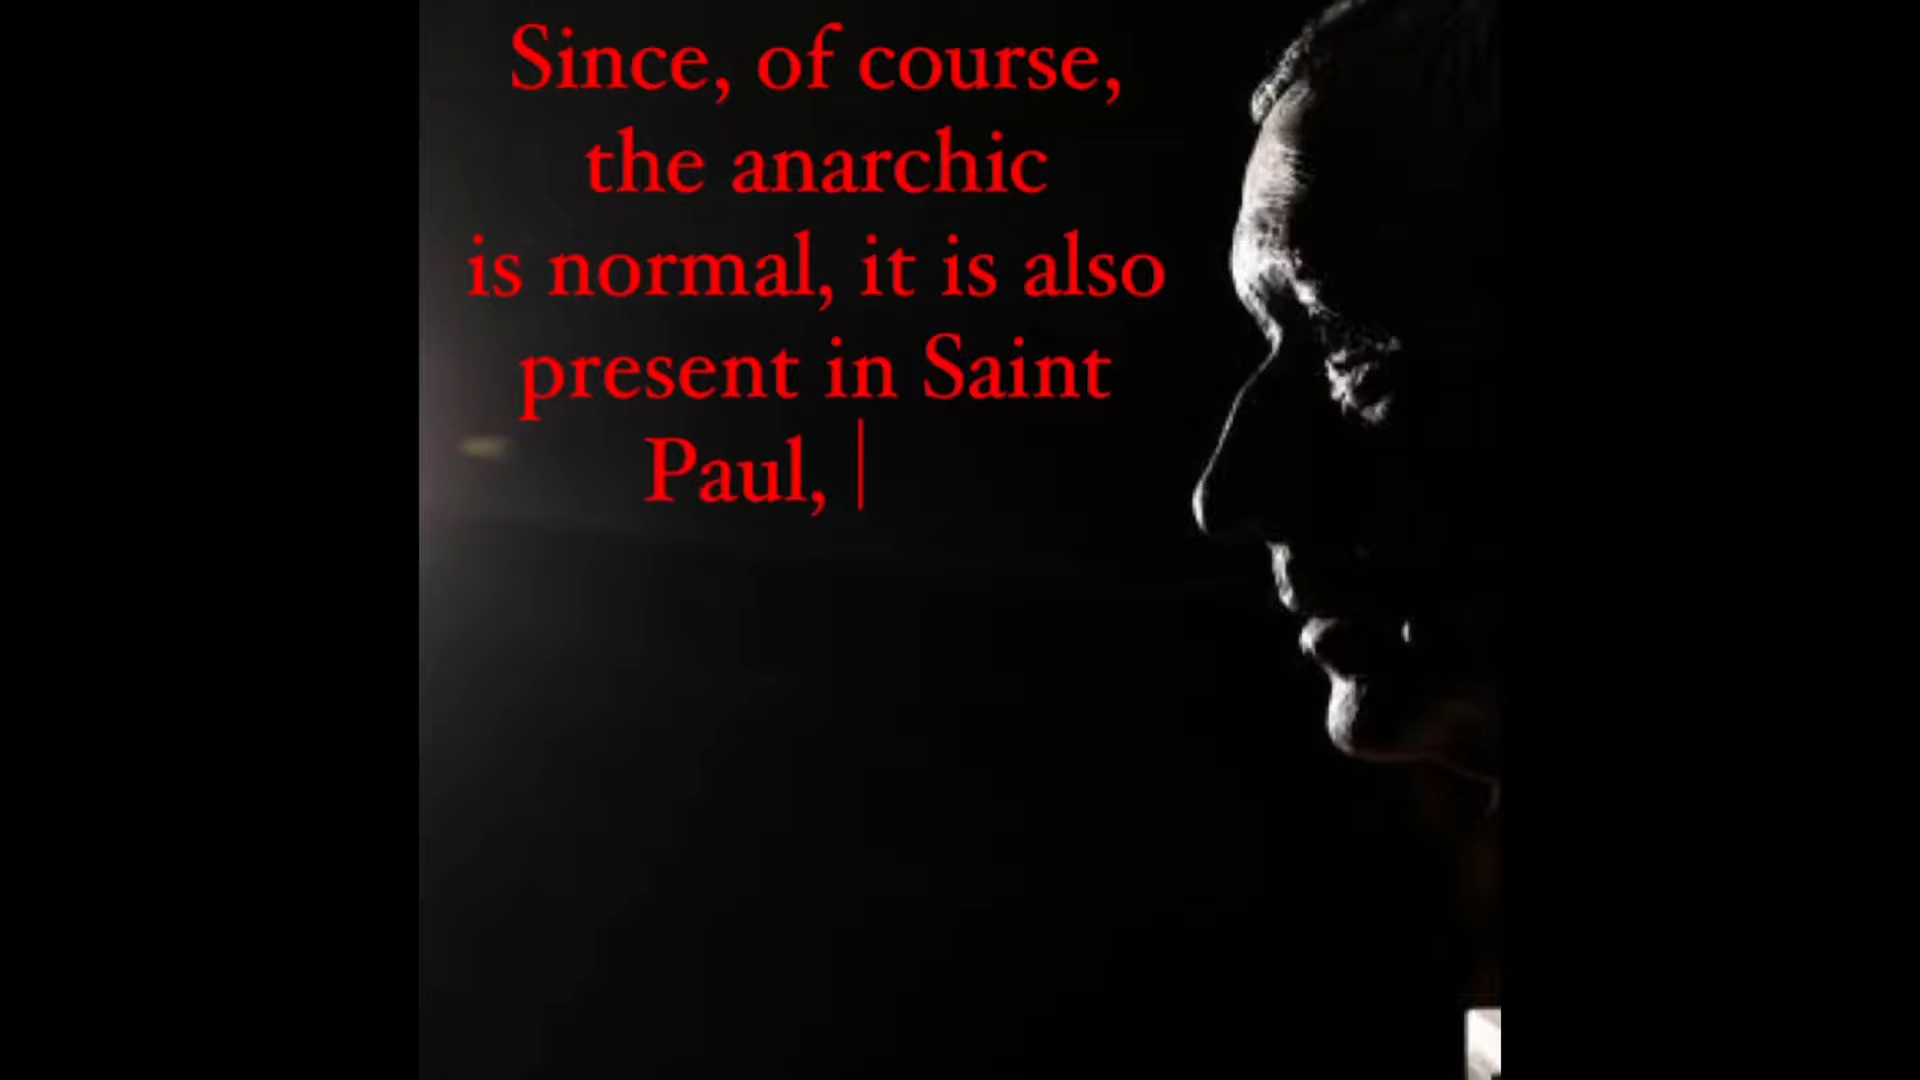 Since, of course,
the anarchic
is normal, it is also
present in Saint
Paul,